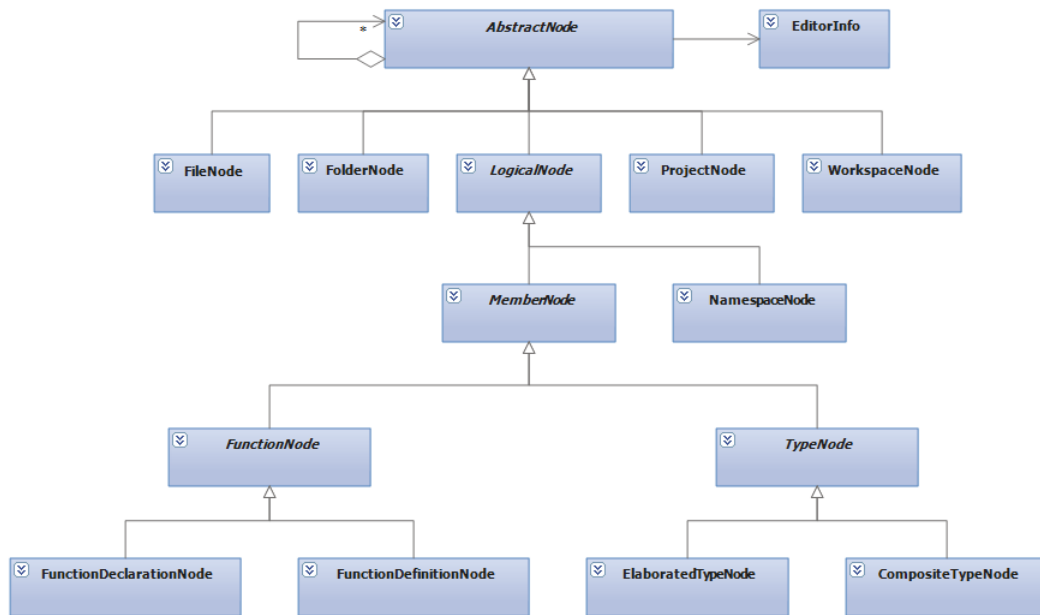 AbstractNode
EditorInfo
*
FileNode
FolderNode
LogicalNode
ProjectNode
WorkspaceNode
MemberNode
NamespaceNode
FunctionNode
TypeNode
FunctionDeclarationNode
FunctionDefinitionNode
ElaboratedTypeNode
CompositeTypeNode